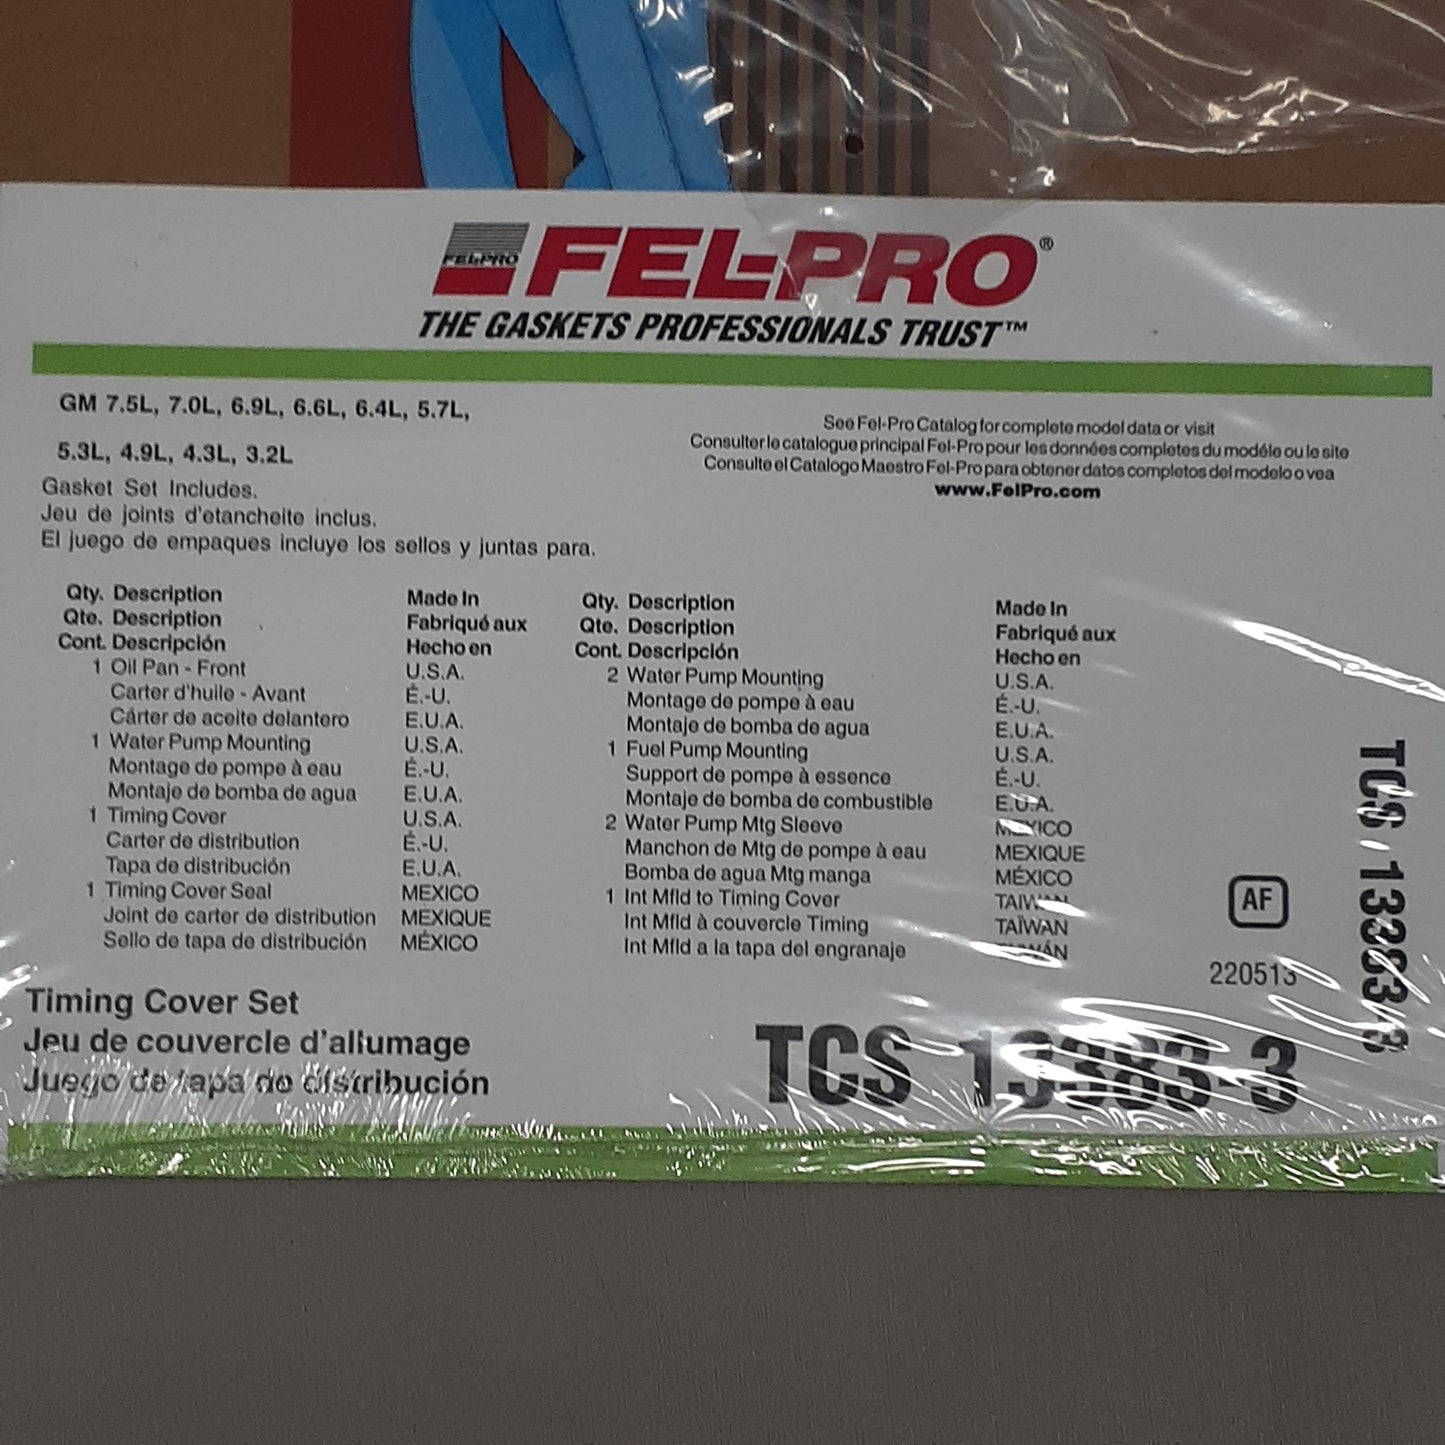 FEL-PRO
FEL-PRO®
THE GASKETS PROFESSIONALS TRUST™
GM 7.5L, 7.0L, 6.9L, 6.6L, 6.4L, 5.7L,
5.3L, 4.9L, 4.3L, 3.2L
See Fel-Pro Catalog for complete model data or visit
Consulter le catalogue principal Fel-Pro pour les données completes du modéle ou le site
Consulte el Catalogo Maestro Fel-Pro para obtener datos completos del modelo o vea
www.FelPro.com
Gasket Set Includes.
Jeu de joints d'etancheite inclus.
El juego de empaques incluye los sellos y juntas para.
Qty. Description Made In
Qte. Description Fabriqué aux
Cont. Descripción Hecho en
1 Oil Pan - Front U.S.A.
Carter d'huile - Avant É.-U.
Cárter de aceite delantero E.U.A.
1 Water Pump Mounting U.S.A.
Montage de pompe à eau É.-U.
Montaje de bomba de agua E.U.A.
1 Timing Cover U.S.A.
Carter de distribution É.-U.
Tapa de distribución E.U.A.
1 Timing Cover Seal MEXICO
Joint de carter de distribution MEXIQUE
Sello de tapa de distribución MÉXICO
Qty. Description Made In
Qte. Description Fabriqué aux
Cont. Descripción Hecho en
2 Water Pump Mounting U.S.A.
Montage de pompe à eau É.-U.
Montaje de bomba de agua E.U.A.
1 Fuel Pump Mounting U.S.A.
Support de pompe à essence É.-U.
Montaje de bomba de combustible E.U.A.
2 Water Pump Mtg Sleeve MEXICO
Manchon de Mtg de pompe à eau MEXIQUE
Bomba de agua Mtg manga MÉXICO
1 Int Mfld to Timing Cover TAIWAN
Int Mfld à couvercle Timing TAÏWAN
Int Mfld a la tapa del engranaje TAIWÁN
AF
220513
TCS 13383-3
Timing Cover Set
Jeu de couvercle d'allumage
Juego de tapa de distribución
TCS 13383-3